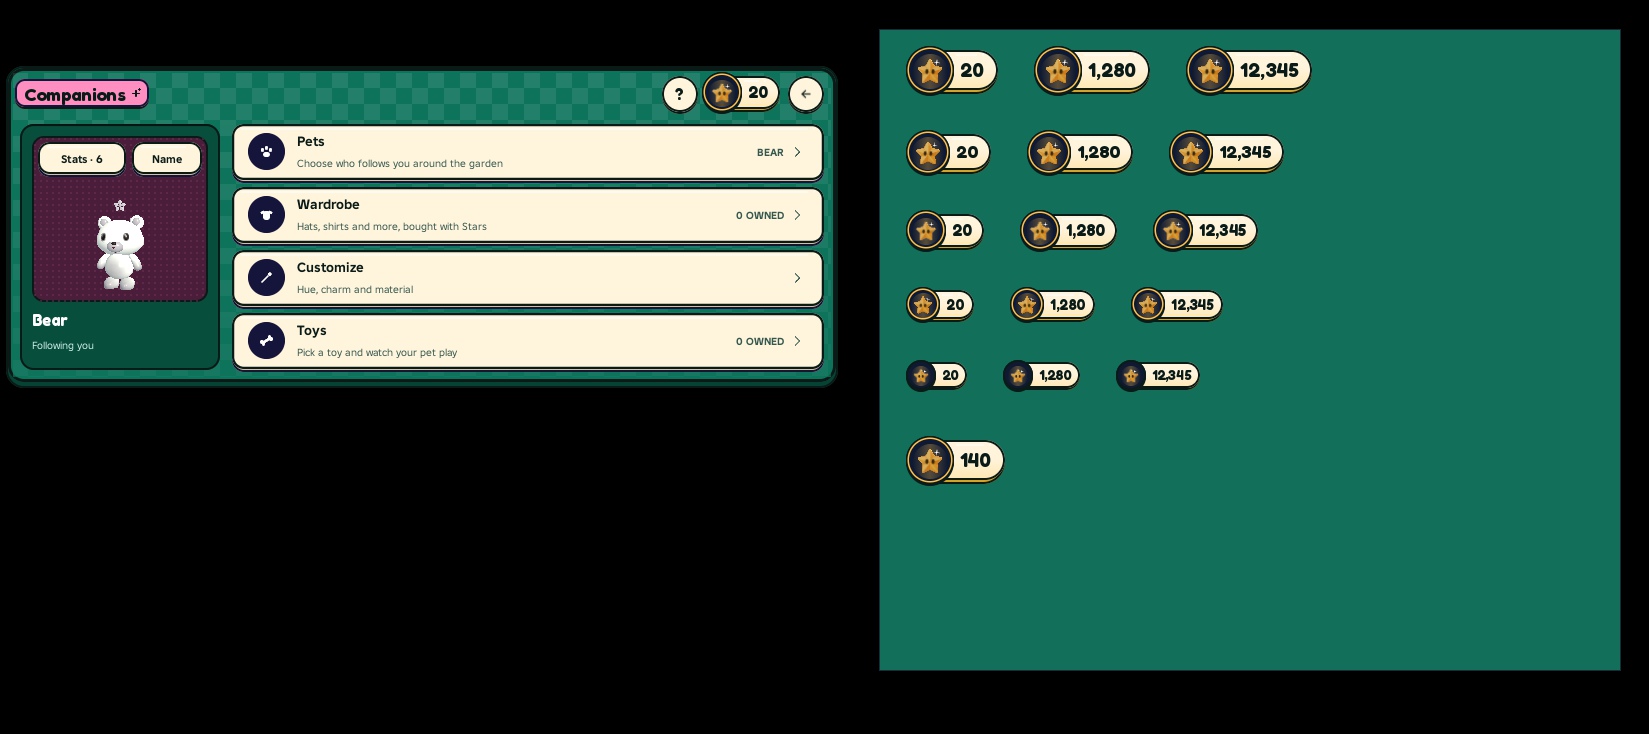 Companions
?
20
Stats · 6
Name
Bear
Following you
Pets
Choose who follows you around the garden
BEAR
Wardrobe
Hats, shirts and more, bought with Stars
0 OWNED
Customize
Hue, charm and material
Toys
Pick a toy and watch your pet play
0 OWNED
20 1,280 12,345
20 1,280 12,345
20 1,280 12,345
20 1,280 12,345
20 1,280 12,345
140